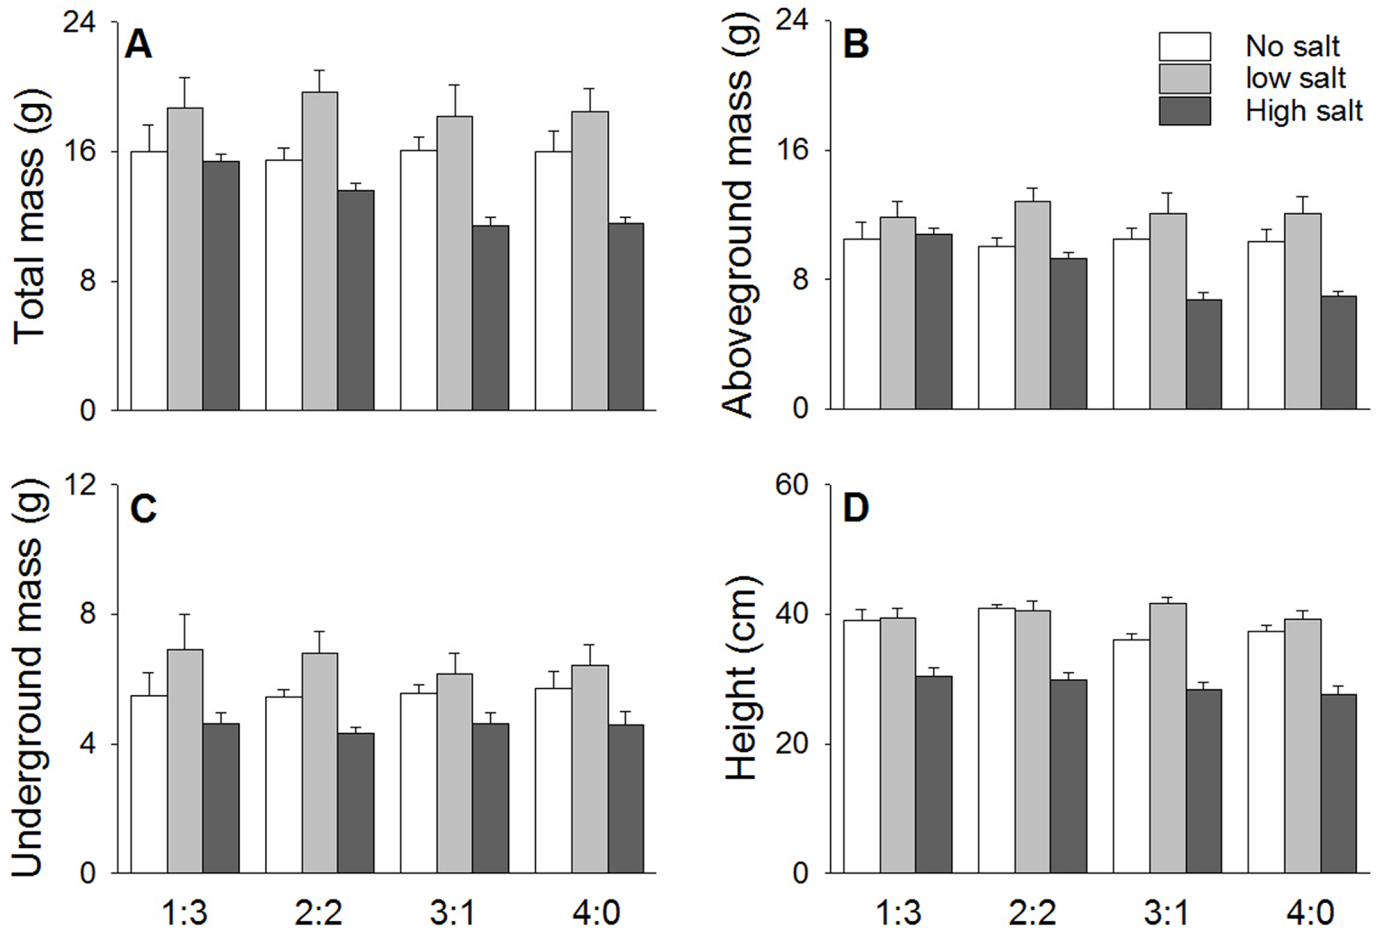 A
Total mass (g)
24
16
8
0
B
Aboveground mass (g)
24
16
8
0
No salt
low salt
High salt
C
Underground mass (g)
12
8
4
0
1:3 2:2 3:1 4:0
D
Height (cm)
60
40
20
0
1:3 2:2 3:1 4:0